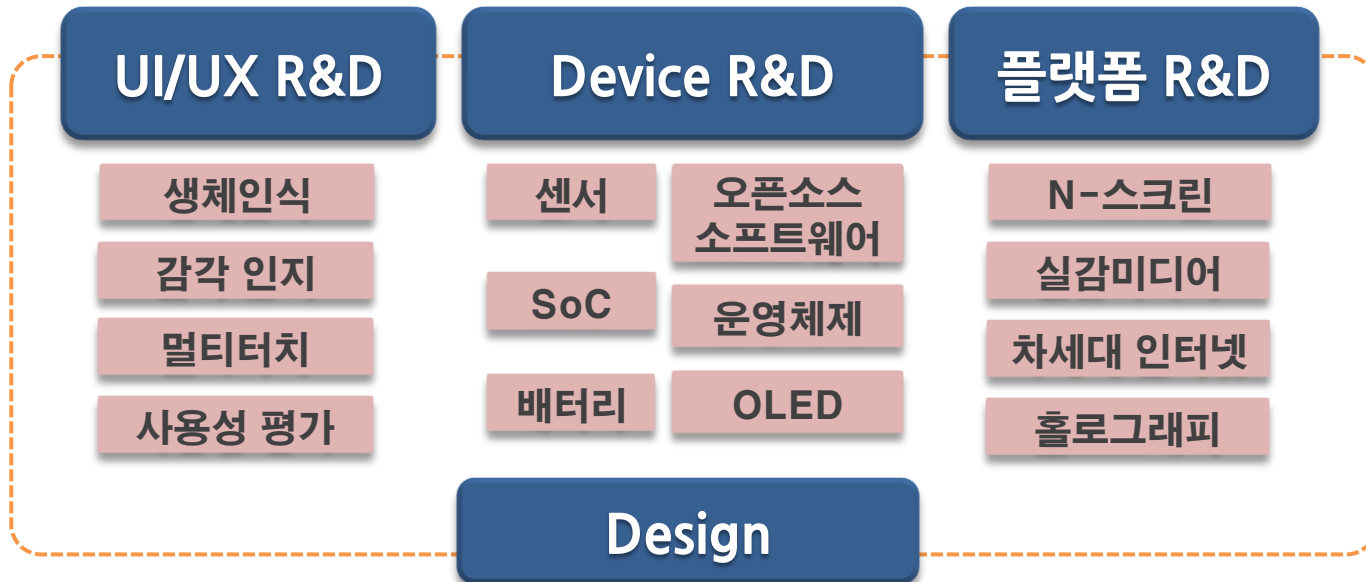 UI/UX R&D
생체인식
감각 인지
멀티터치
사용성 평가
Device R&D
센서
SoC
배터리
오픈소스
소프트웨어
운영체제
OLED
플랫폼 R&D
N-스크린
실감미디어
차세대 인터넷
홀로그래피
Design